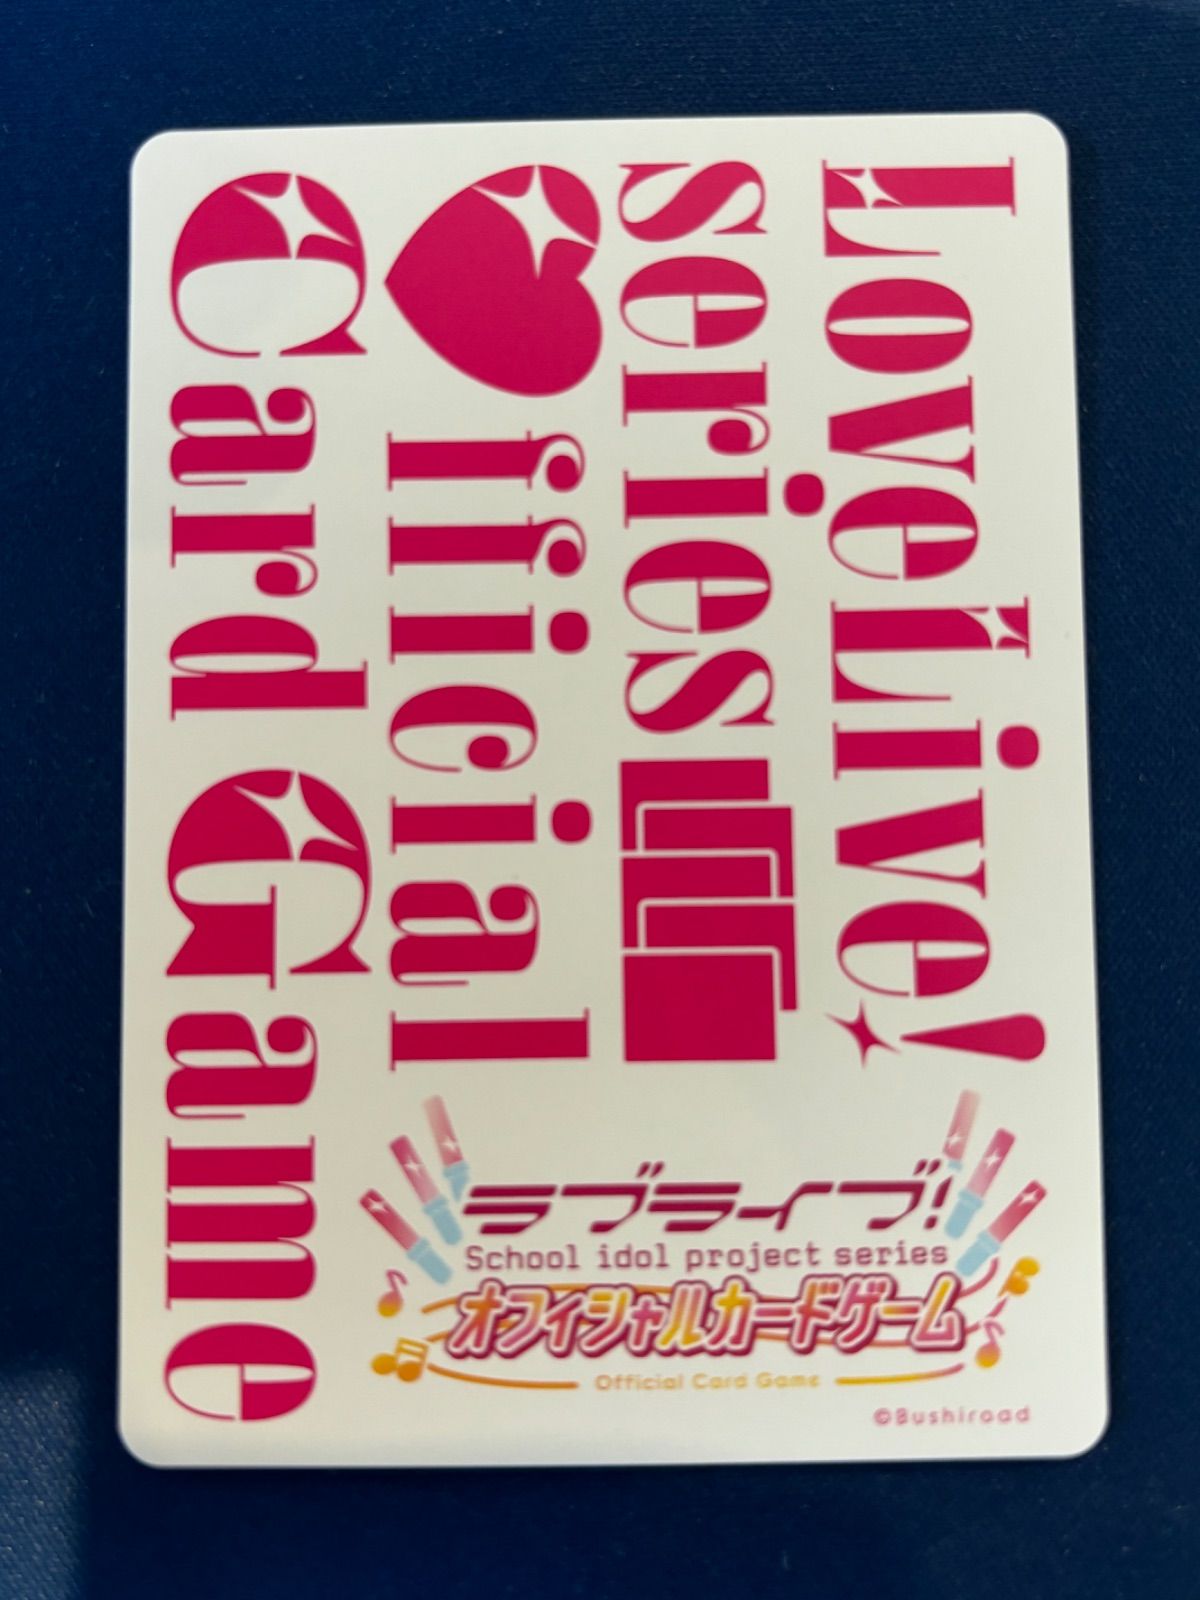 LoveLive!
series
official
Card Game
ラブライブ!
School idol project series
オフィシャルカードゲーム
Official Card Game
©Bushiroad